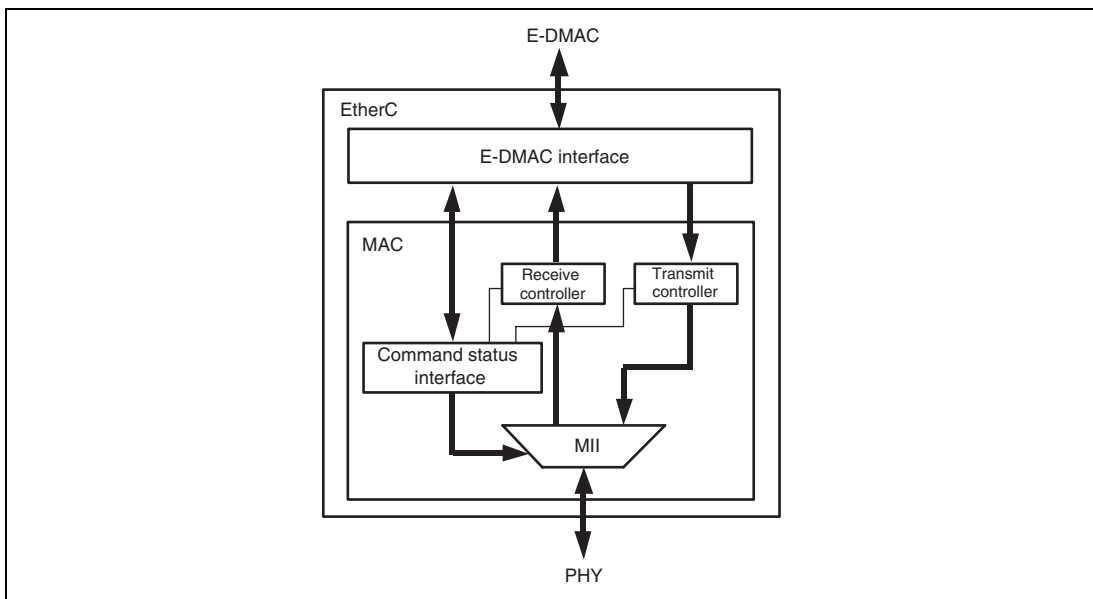 E-DMAC
EtherC
E-DMAC interface
MAC
Receive
controller
Transmit
controller
Command status
interface
MII
PHY